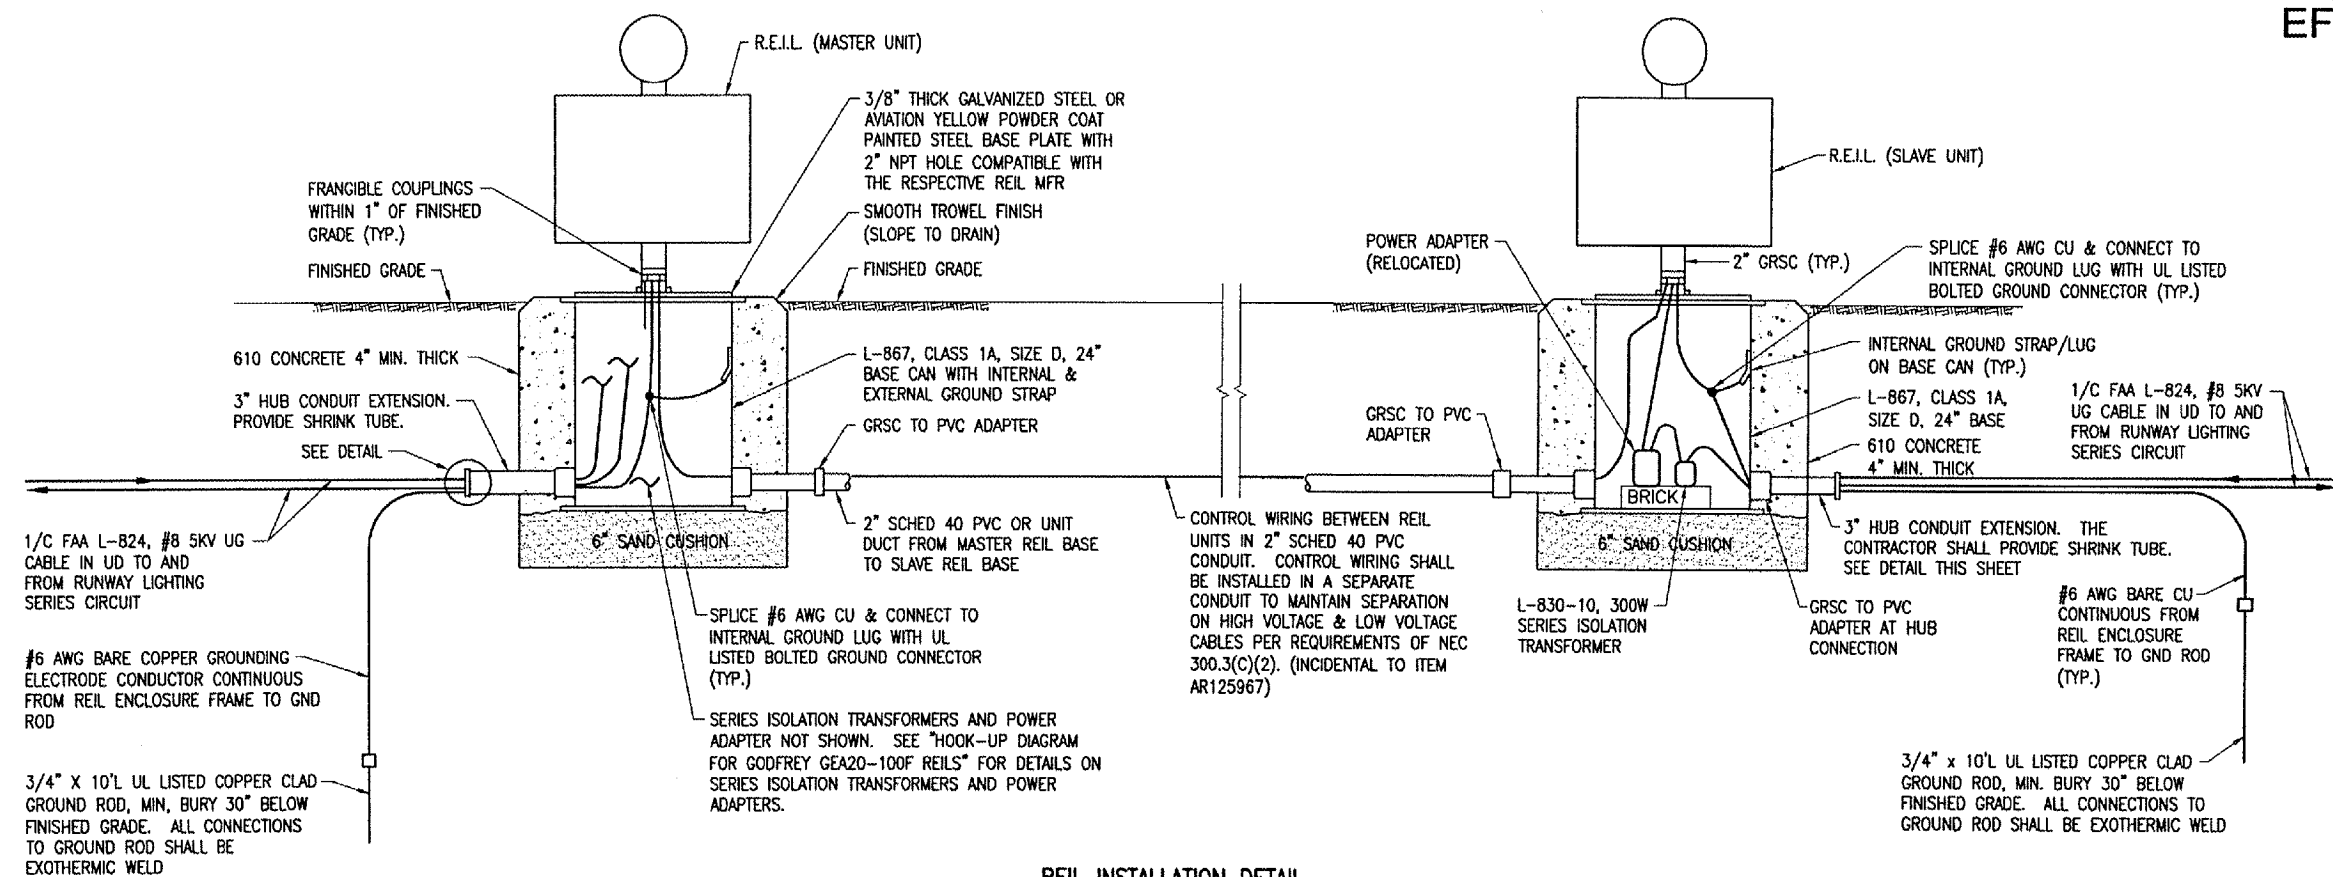 EF
R.E.I.L. (MASTER UNIT)
3/8" THICK GALVANIZED STEEL OR
AVIATION YELLOW POWDER COAT
PAINTED STEEL BASE PLATE WITH
2" NPT HOLE COMPATIBLE WITH
THE RESPECTIVE REIL MFR
FRANGIBLE COUPLINGS
WITHIN 1" OF FINISHED
GRADE (TYP.)
SMOOTH TROWEL FINISH
(SLOPE TO DRAIN)
FINISHED GRADE
FINISHED GRADE
610 CONCRETE 4" MIN. THICK
3" HUB CONDUIT EXTENSION.
PROVIDE SHRINK TUBE.
SEE DETAIL
L-867, CLASS 1A, SIZE D, 24"
BASE CAN WITH INTERNAL &
EXTERNAL GROUND STRAP
GRSC TO PVC ADAPTER
1/C FAA L-824, #8 5KV UG
CABLE IN UD TO AND
FROM RUNWAY LIGHTING
SERIES CIRCUIT
6" SAND CUSHION
2" SCHED 40 PVC OR UNIT
DUCT FROM MASTER REIL BASE
TO SLAVE REIL BASE
SPLICE #6 AWG CU & CONNECT TO
INTERNAL GROUND LUG WITH UL
LISTED BOLTED GROUND CONNECTOR
(TYP.)
#6 AWG BARE COPPER GROUNDING
ELECTRODE CONDUCTOR CONTINUOUS
FROM REIL ENCLOSURE FRAME TO GND
ROD
SERIES ISOLATION TRANSFORMERS AND POWER
ADAPTER NOT SHOWN. SEE "HOOK-UP DIAGRAM
FOR GODFREY GEA20-100F REILS" FOR DETAILS ON
SERIES ISOLATION TRANSFORMERS AND POWER
ADAPTERS.
3/4" X 10'L UL LISTED COPPER CLAD
GROUND ROD, MIN, BURY 30" BELOW
FINISHED GRADE. ALL CONNECTIONS
TO GROUND ROD SHALL BE
EXOTHERMIC WELD
R.E.I.L. (SLAVE UNIT)
POWER ADAPTER
(RELOCATED)
2" GRSC (TYP.)
SPLICE #6 AWG CU & CONNECT TO
INTERNAL GROUND LUG WITH UL LISTED
BOLTED GROUND CONNECTOR (TYP.)
INTERNAL GROUND STRAP/LUG
ON BASE CAN (TYP.)
L-867, CLASS 1A,
SIZE D, 24" BASE
610 CONCRETE
4" MIN. THICK
1/C FAA L-824, #8 5KV
UG CABLE IN UD TO AND
FROM RUNWAY LIGHTING
SERIES CIRCUIT
GRSC TO PVC
ADAPTER
BRICK
6" SAND CUSHION
CONTROL WIRING BETWEEN REIL
UNITS IN 2" SCHED 40 PVC
CONDUIT. CONTROL WIRING SHALL
BE INSTALLED IN A SEPARATE
CONDUIT TO MAINTAIN SEPARATION
ON HIGH VOLTAGE & LOW VOLTAGE
CABLES PER REQUIREMENTS OF NEC
300.3(C)(2). (INCIDENTAL TO ITEM
AR125967)
3" HUB CONDUIT EXTENSION. THE
CONTRACTOR SHALL PROVIDE SHRINK TUBE.
SEE DETAIL THIS SHEET
L-830-10, 300W
SERIES ISOLATION
TRANSFORMER
GRSC TO PVC
ADAPTER AT HUB
CONNECTION
#6 AWG BARE CU
CONTINUOUS FROM
REIL ENCLOSURE
FRAME TO GND ROD
(TYP.)
3/4" x 10'L UL LISTED COPPER CLAD
GROUND ROD, MIN. BURY 30" BELOW
FINISHED GRADE. ALL CONNECTIONS TO
GROUND ROD SHALL BE EXOTHERMIC WELD
REIL INSTALLATION DETAIL